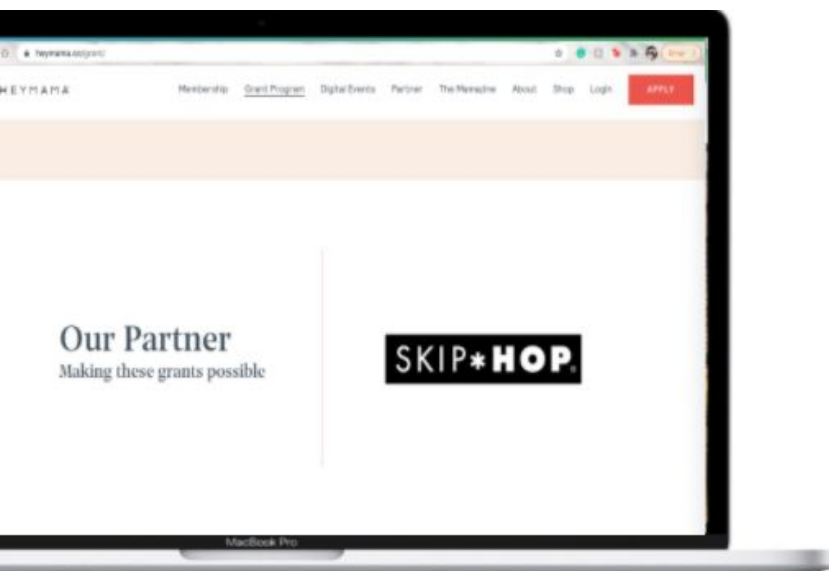 HEYMAMA
Membership Grant Program Digital Events Partner The Mamazine About Shop Login APPLY
Our Partner
Making these grants possible
SKIP*HOP®
MacBook Pro